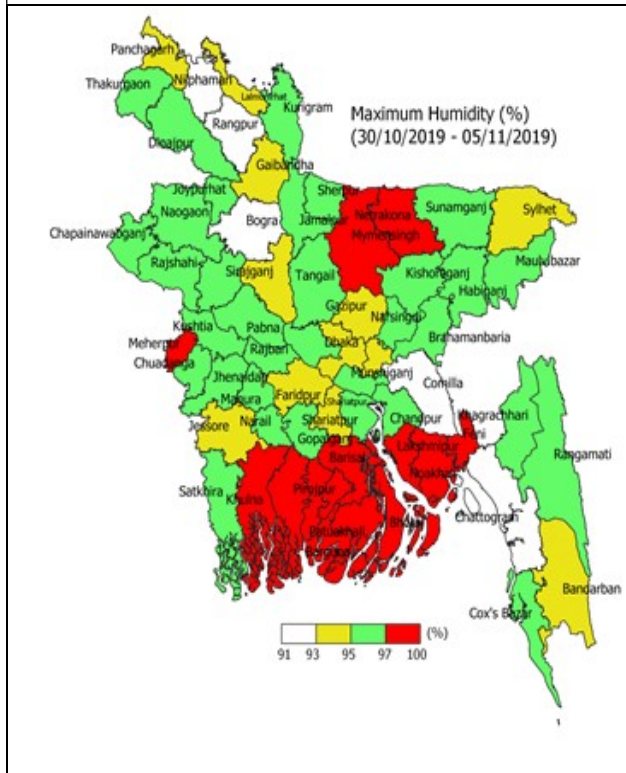 Panchagarh
Thakurgaon
Nilphamari
Lalmonirhat
Kurigram
Rangpur
Maximum Humidity (%)
(30/10/2019 - 05/11/2019)
Dioajpur
Gaibandha
Joypurhat
Sherpur
Netrakona
Sunamganj
Sylhet
Naogaon
Bogra
Jamalpur
Mymensingh
Chapainawabganj
Maulabazar
Rajshahi
Sirajganj
Tangail
Kishoreganj
Habiganj
Gazipur
Narsingdi
Kushtia
Pabna
Dhaka
Brahamanbaria
Meherpur
Rajbari
Chuadanga
Munshiganj
Comilla
Jhenaidah
Magura
Faridpur
Shariatpur
Khagrachhari
Jessore
Narail
Shariatpur
Chandpur
Feni
Gopalganj
Lakshmipur
Rangamati
Barisal
Noakhali
Satkhira
Khulna
Pirojpur
Chattogram
Patuakhali
Bhola
Barguna
Bandarban
Cox's Bazar
(%)
91 93 95 97 100